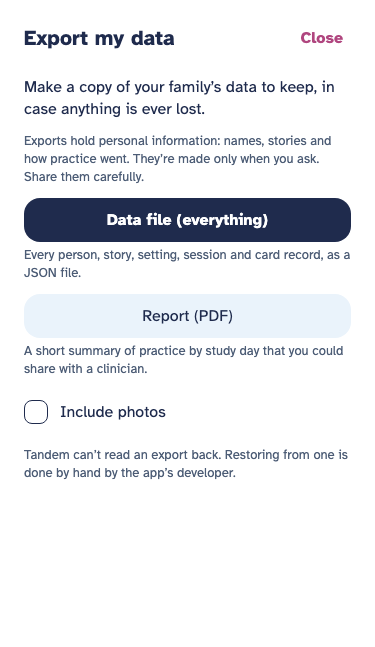 Export my data
Close
Make a copy of your family’s data to keep, in
case anything is ever lost.
Exports hold personal information: names, stories and
how practice went. They’re made only when you ask.
Share them carefully.
Data file (everything)
Every person, story, setting, session and card record, as a
JSON file.
Report (PDF)
A short summary of practice by study day that you could
share with a clinician.
Include photos
Tandem can’t read an export back. Restoring from one is
done by hand by the app’s developer.